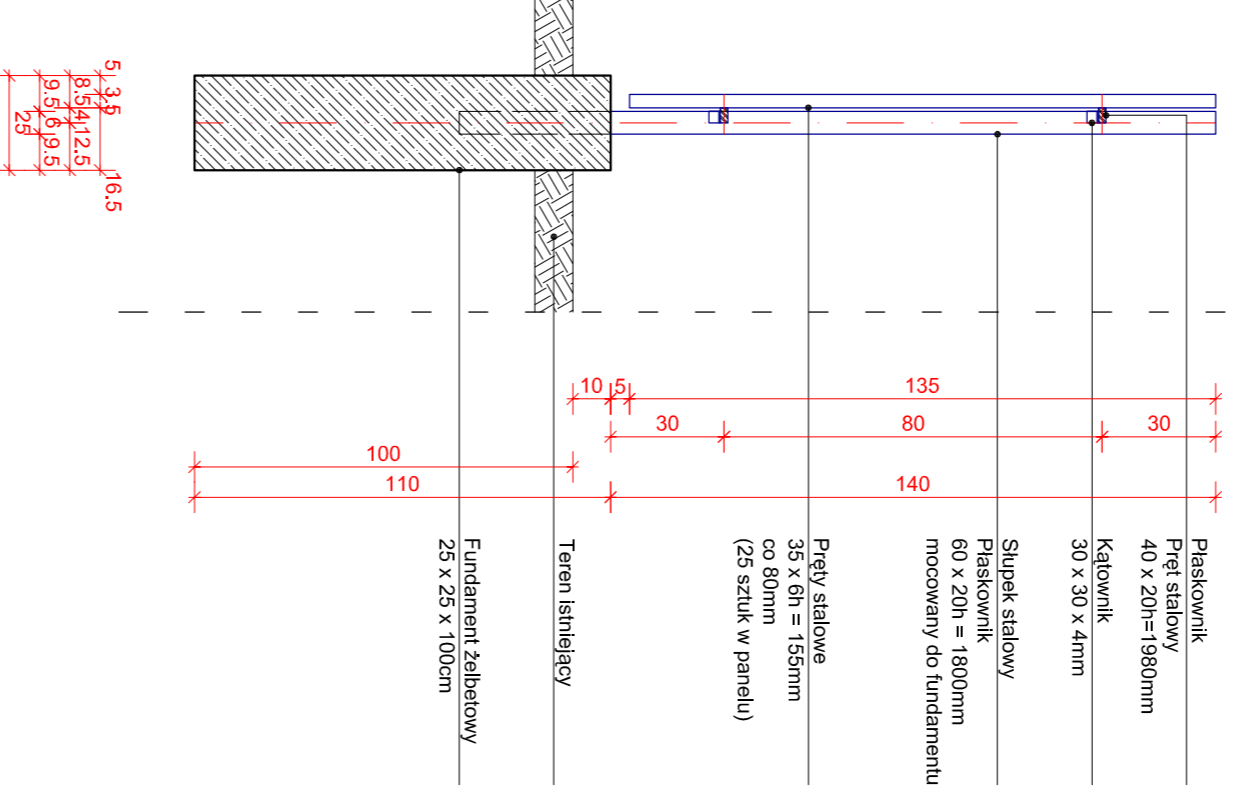 5
8.5
3.5
9.5
4
12.5
6
9.5
25
16.5
10
5
135
30
80
30
100
110
140
Płaskownik
Pręt stalowy
40 x 20h=1980mm
Kątownik
30 x 30 x 4mm
Słupek stalowy
Płaskownik
60 x 20h = 1800mm
mocowany do fundamentu
Pręty stalowe
35 x 6h = 155mm
co 80mm
(25 sztuk w panelu)
Teren istniejący
Fundament żelbetowy
25 x 25 x 100cm